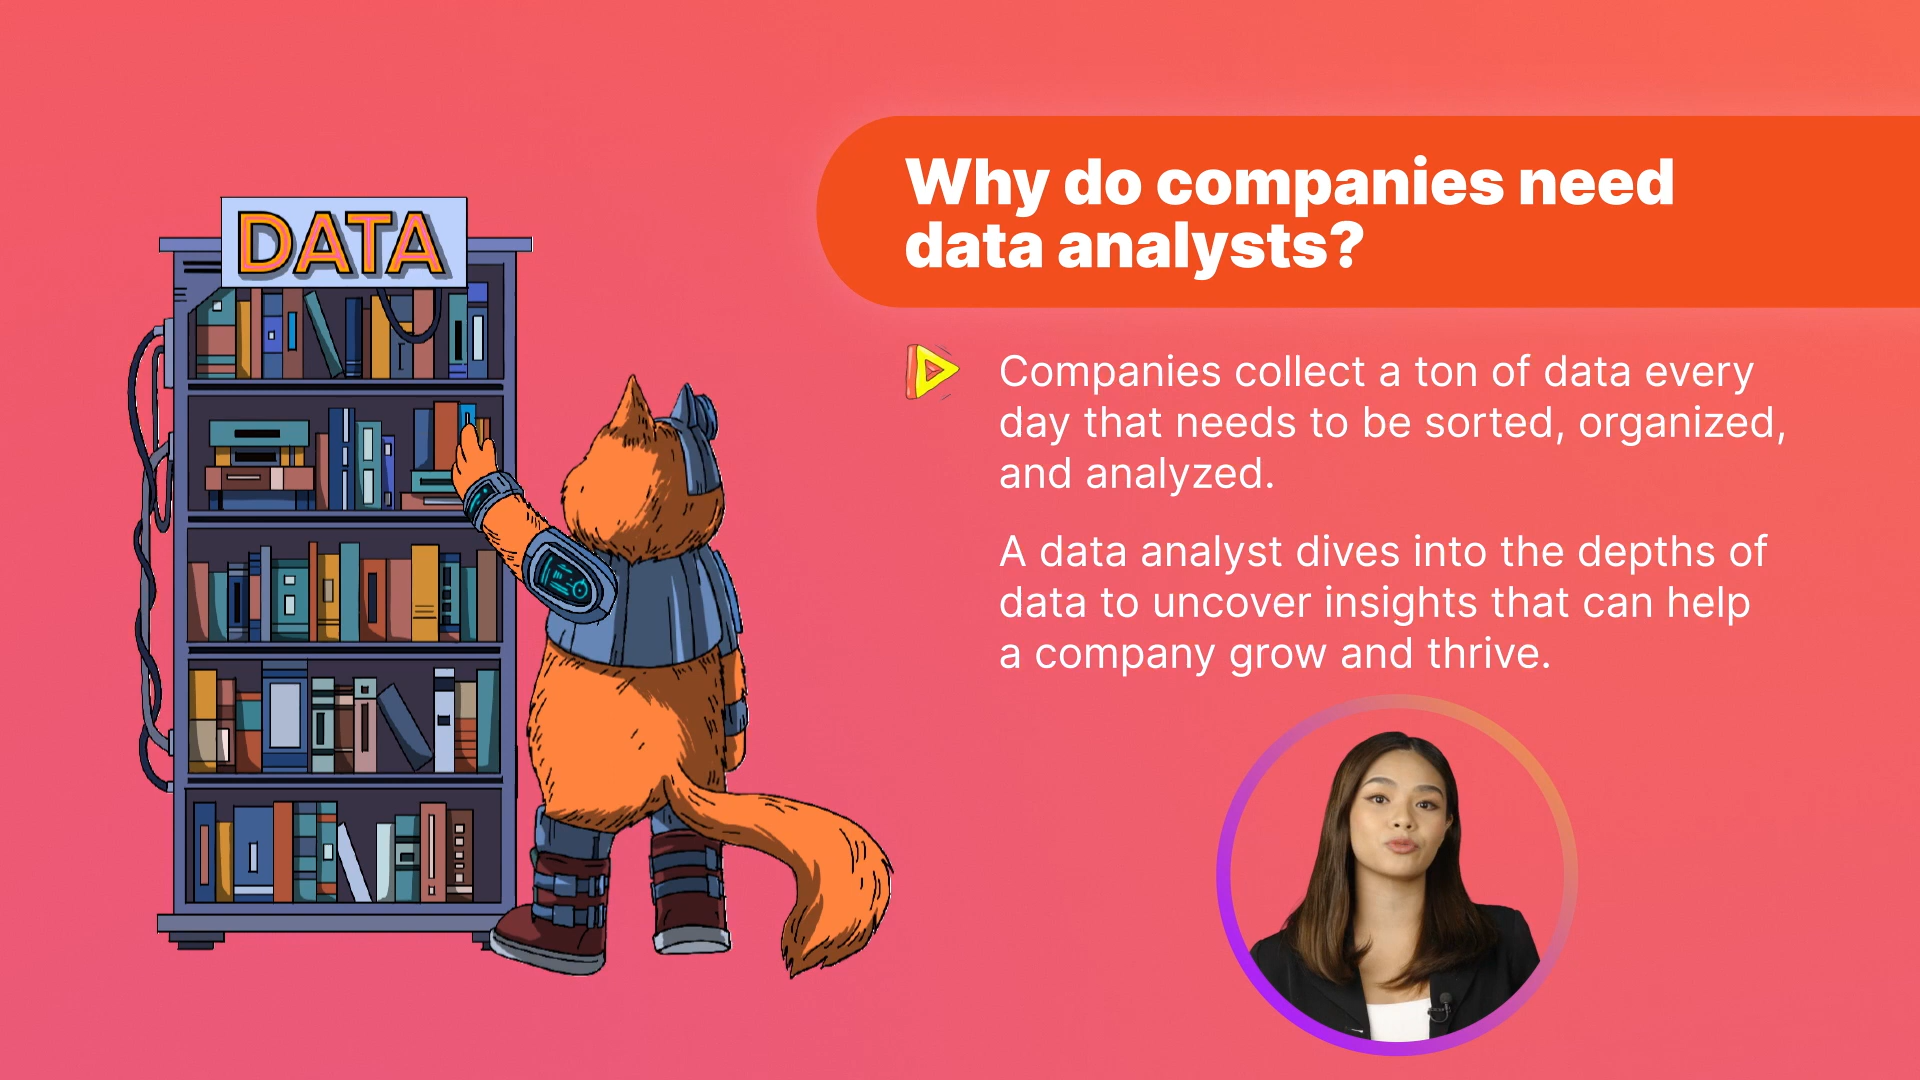 DATA
Why do companies need
data analysts?
Companies collect a ton of data every
day that needs to be sorted, organized,
and analyzed.
A data analyst dives into the depths of
data to uncover insights that can help
a company grow and thrive.